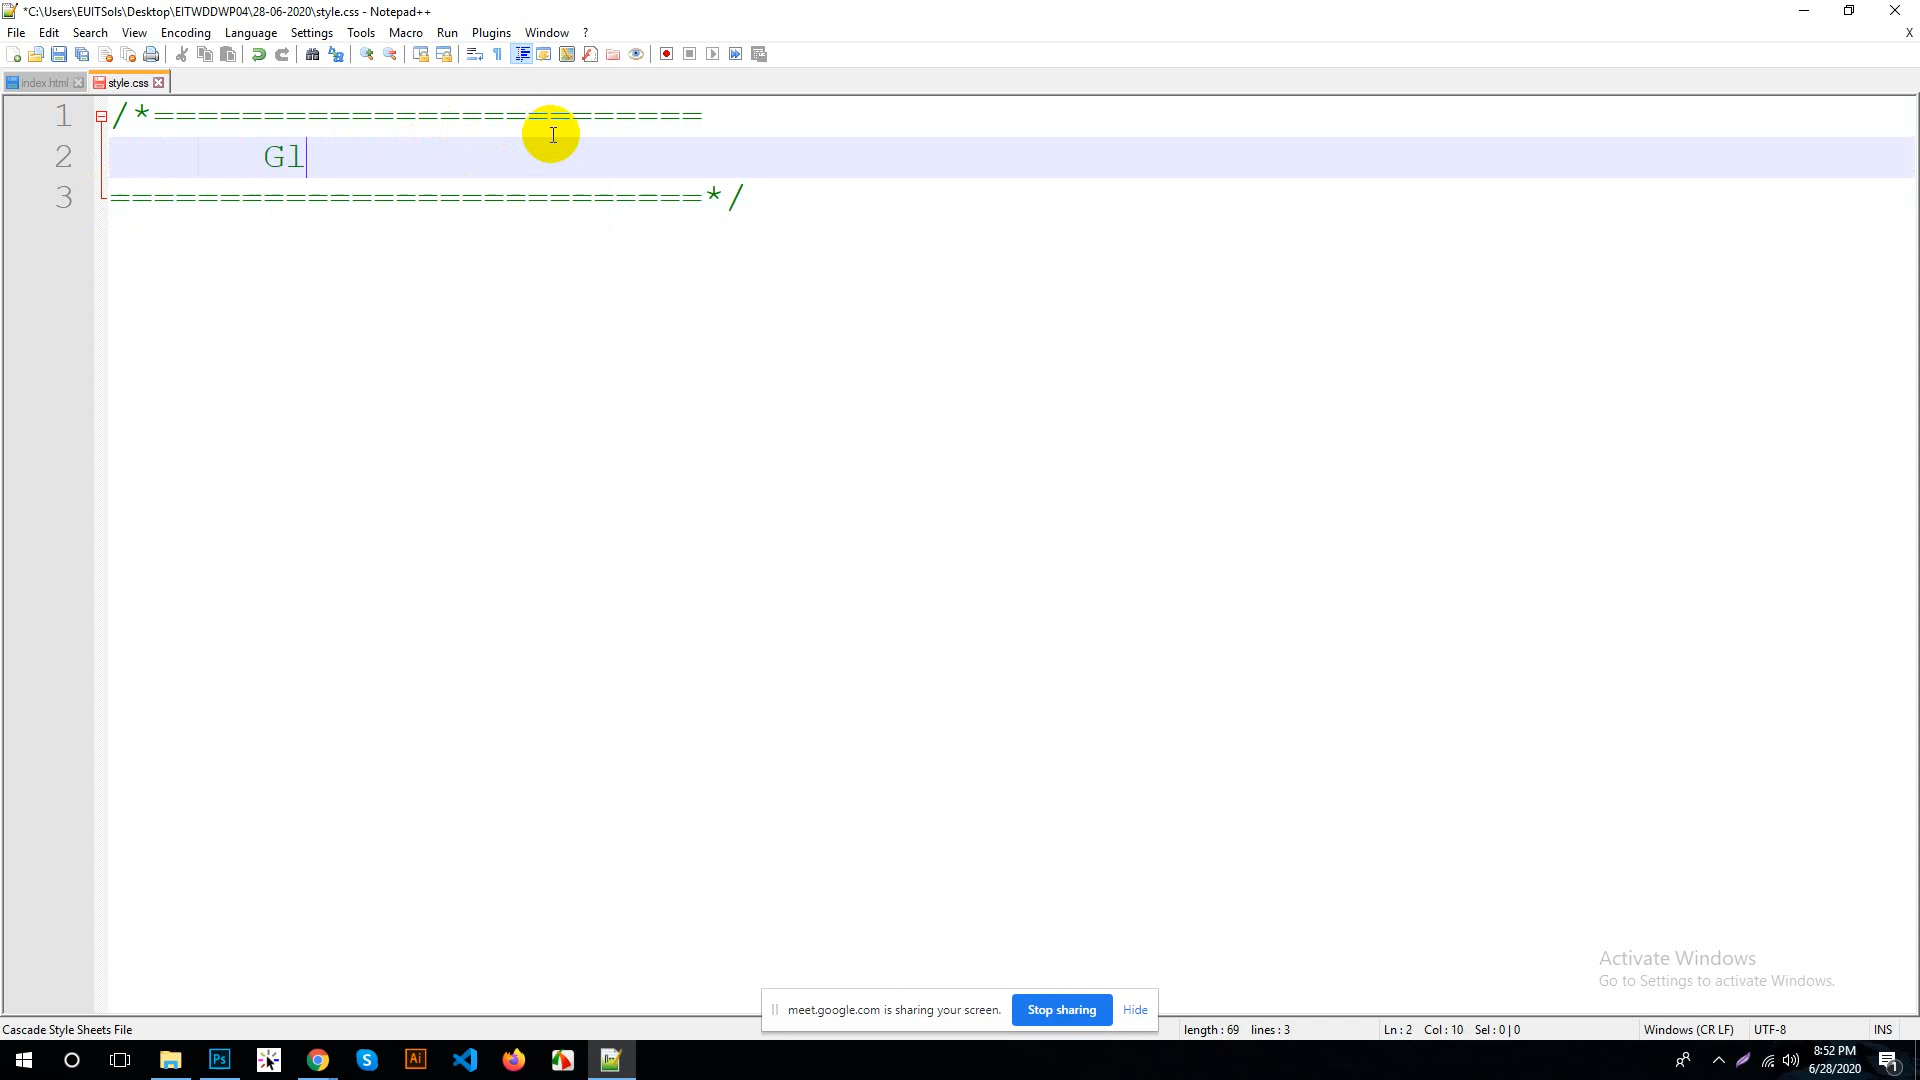 *C:\Users\EUITSols\Desktop\EITWDDWP04\28-06-2020\style.css - Notepad++
File Edit Search View Encoding Language Settings Tools Macro Run Plugins Window ? X
index.html style.css
1 /*=========================
2 Gl
3 ===========================*/
Activate Windows
Go to Settings to activate Windows.
meet.google.com is sharing your screen. Stop sharing Hide
Cascade Style Sheets File length : 69 lines : 3 Ln : 2 Col : 10 Sel : 0 | 0 Windows (CR LF) UTF-8 INS
Ps Ai 8:52 PM
6/28/2020 1